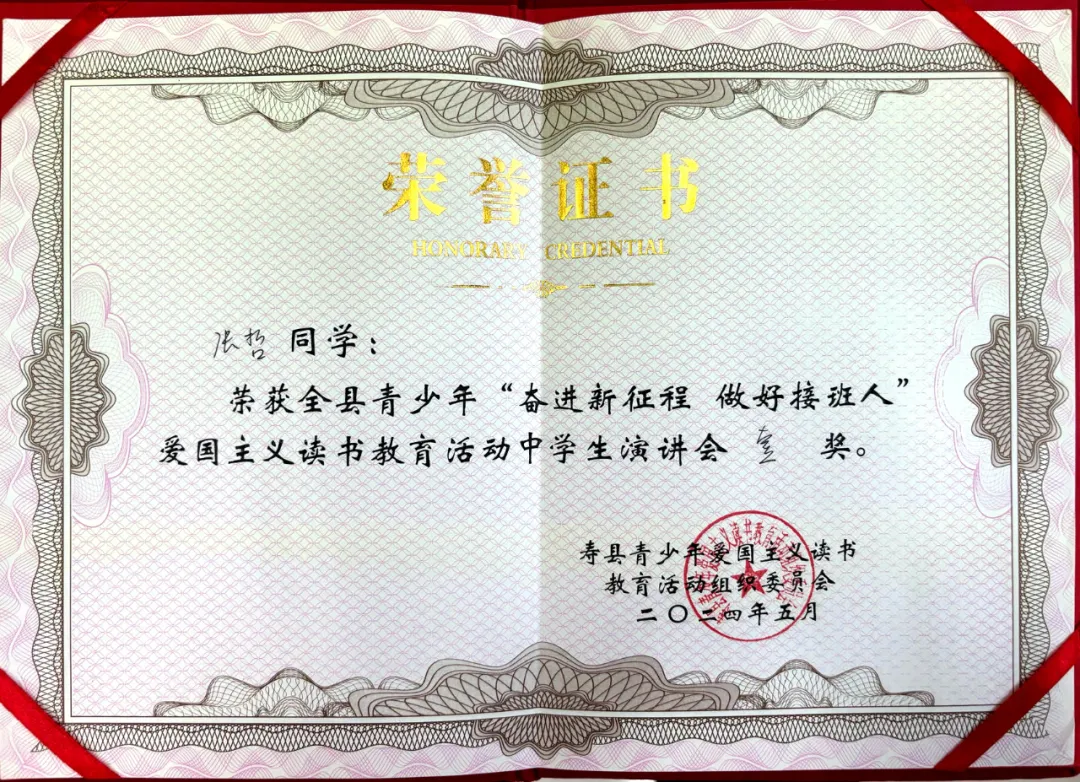 荣誉证书
HONORARY CREDENTIAL
张哲 同学：
荣获全县青少年“奋进新征程 做好接班人”
爱国主义读书教育活动中学生演讲会 壹 奖。
寿县青少年爱国主义读书
教育活动组织委员会
二〇二四年五月